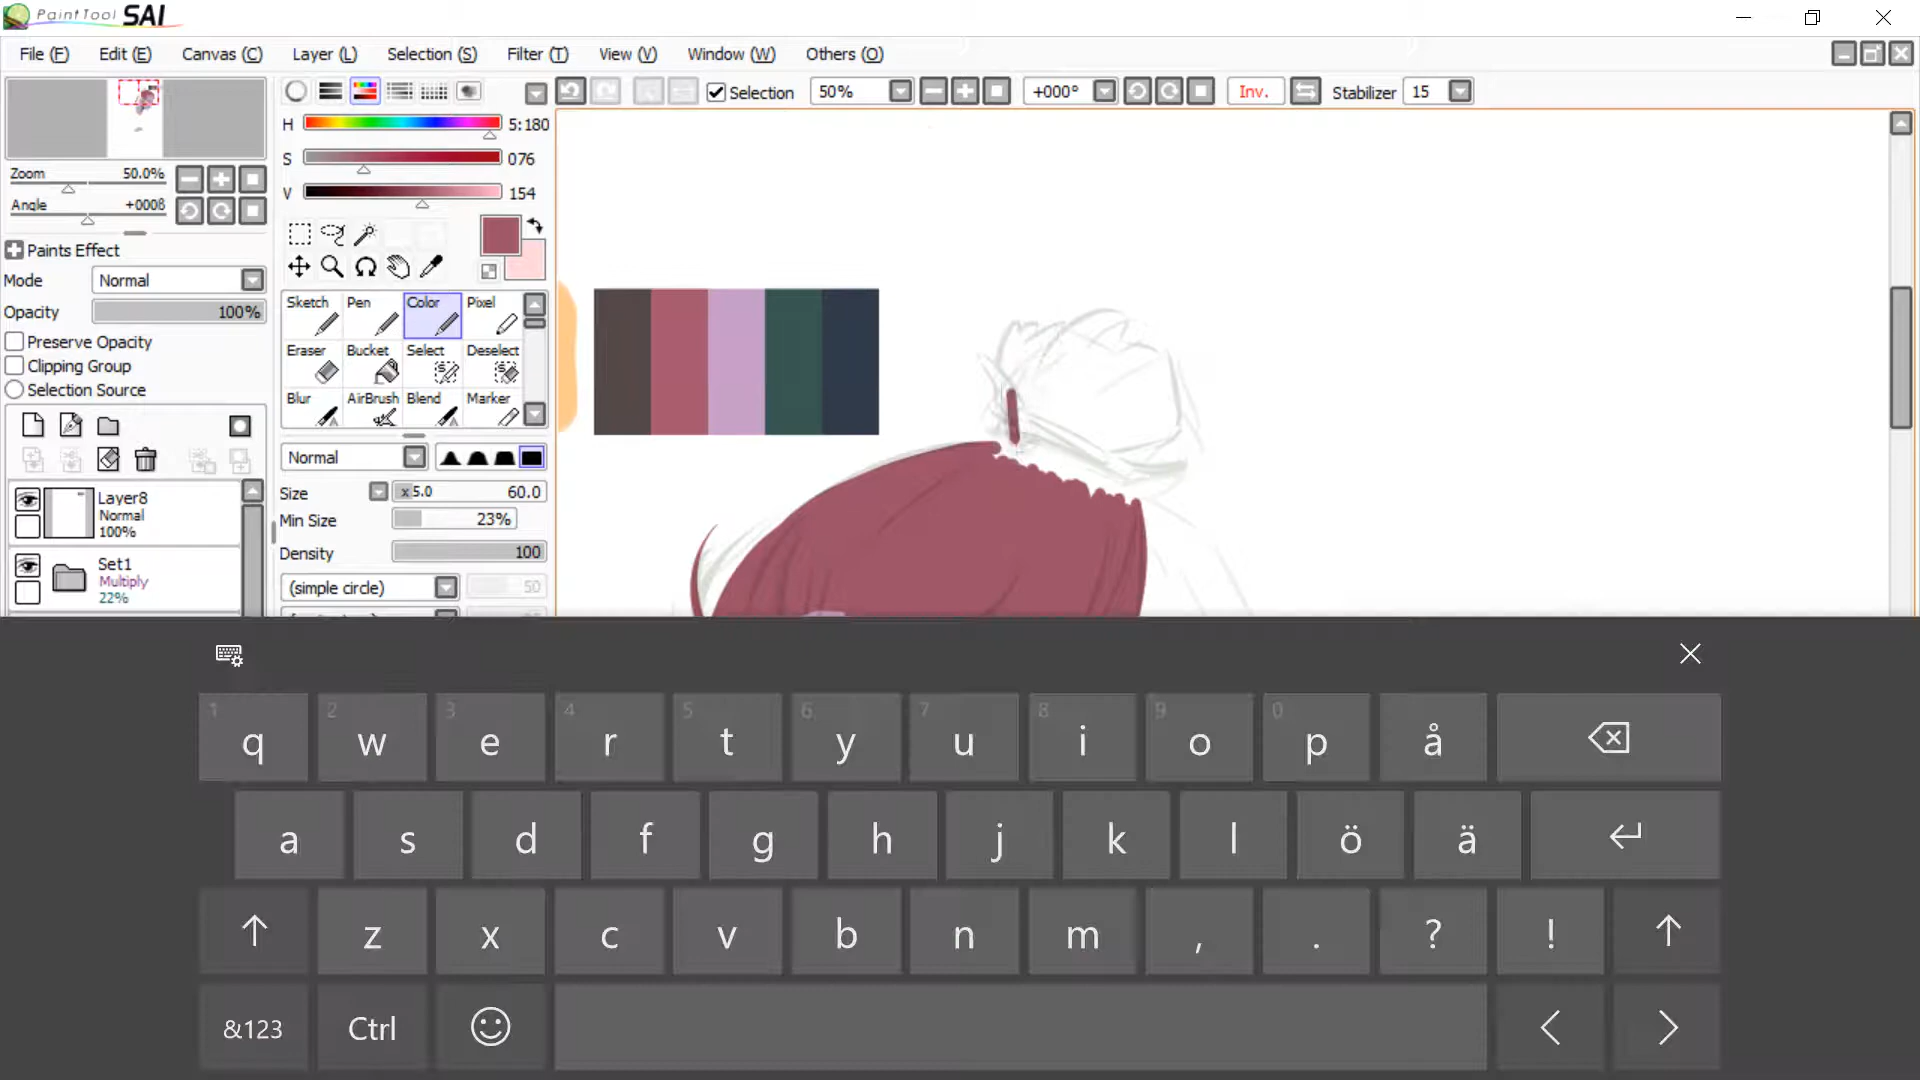 PaintTool SAI
File (F) Edit (E) Canvas (C) Layer (L) Selection (S) Filter (T) View (V) Window (W) Others (O)
Selection 50% +000° Inv. Stabilizer 15
H 5:180
S 076
V 154
Zoom 50.0%
Angle +000ß
Paints Effect
Mode Normal
Opacity 100%
Preserve Opacity
Clipping Group
Selection Source
Sketch Pen Color Pixel
Eraser Bucket Select Deselect
Blur AirBrush Blend Marker
Normal
Size x5.0 60.0
Min Size 23%
Density 100
(simple circle) 50
Layer8
Normal
100%
Set1
Multiply
22%
1 2 3 4 5 6 7 8 9 0
q w e r t y u i o p å
a s d f g h j k l ö ä
z x c v b n m , . ? !
&123 Ctrl